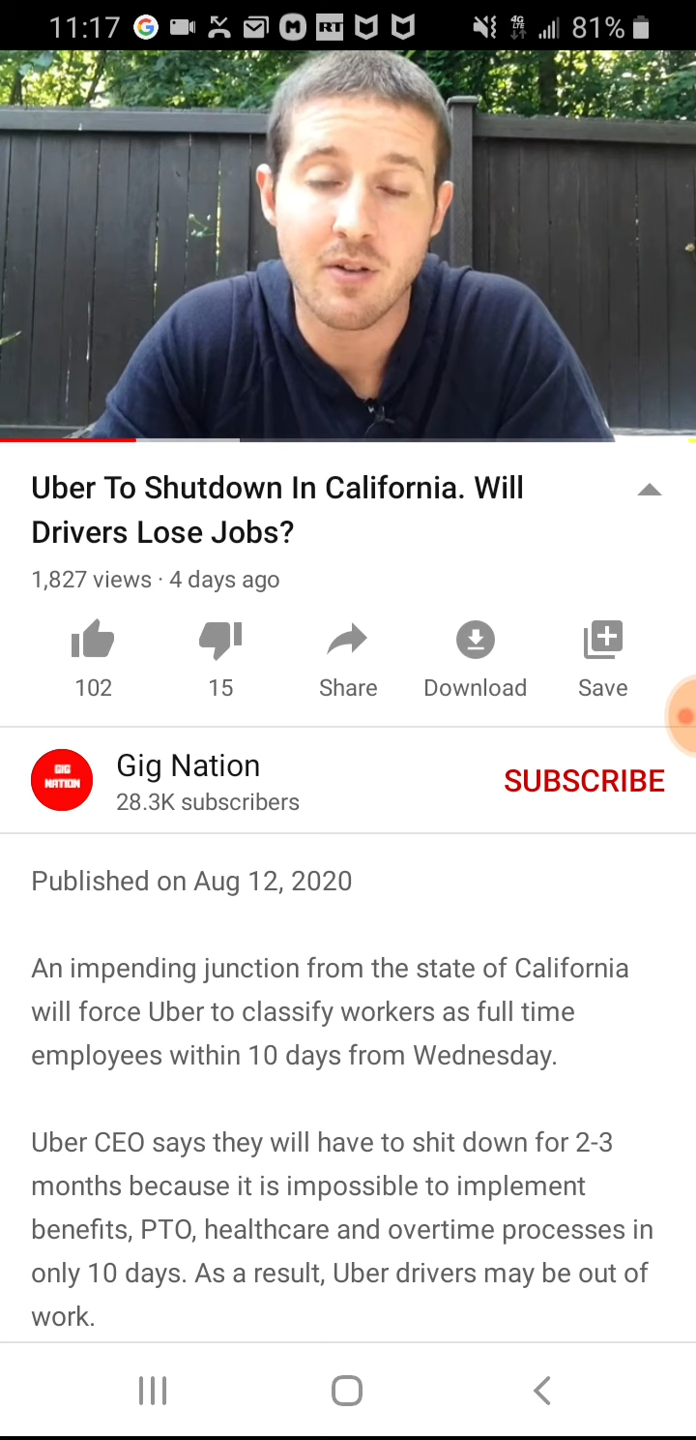 11:17 RT 4G LTE 81%
Uber To Shutdown In California. Will
Drivers Lose Jobs?
1,827 views · 4 days ago
102 15 Share Download Save
GIG
NATION
Gig Nation
28.3K subscribers
SUBSCRIBE
Published on Aug 12, 2020
An impending junction from the state of California
will force Uber to classify workers as full time
employees within 10 days from Wednesday.
Uber CEO says they will have to shit down for 2-3
months because it is impossible to implement
benefits, PTO, healthcare and overtime processes in
only 10 days. As a result, Uber drivers may be out of
work.